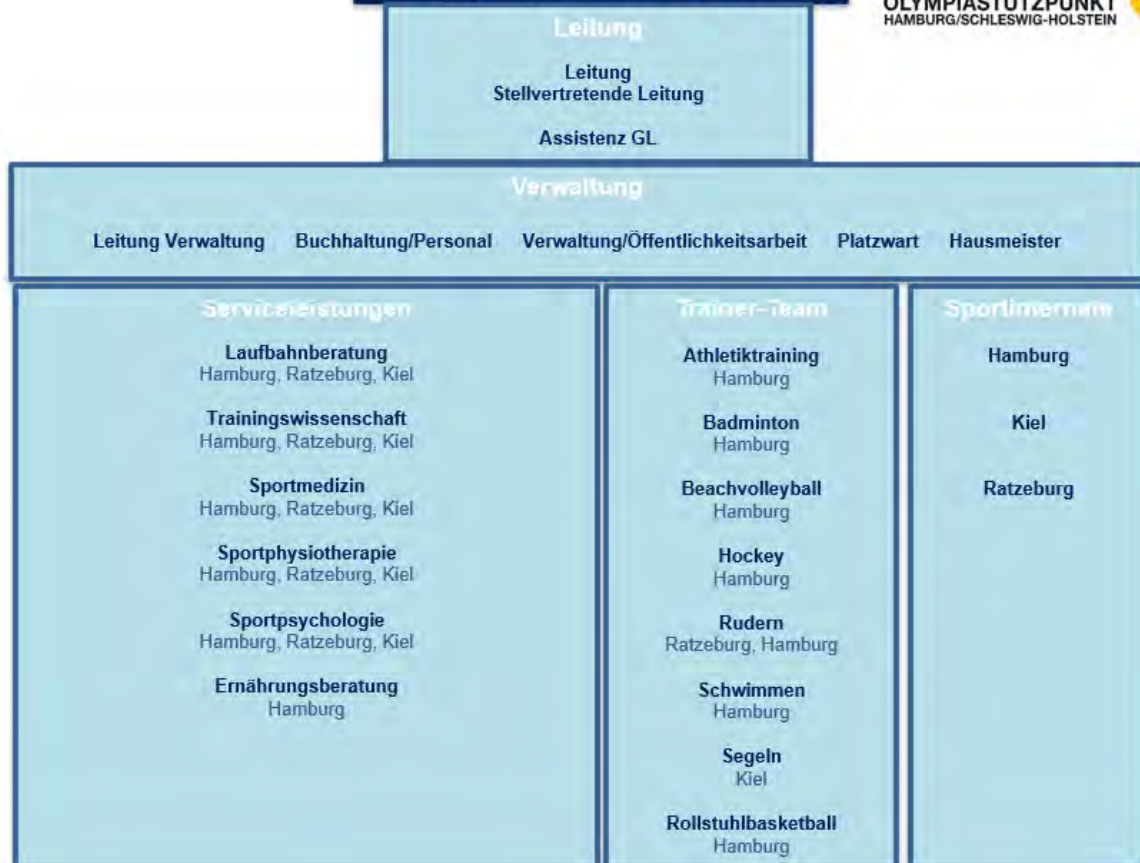 OLYMPIASTÜTZPUNKT
HAMBURG/SCHLESWIG-HOLSTEIN
Leitung
Leitung
Stellvertretende Leitung
Assistenz GL
Verwaltung
Leitung Verwaltung Buchhaltung/Personal Verwaltung/Öffentlichkeitsarbeit Platzwart Hausmeister
Serviceleistungen
Laufbahnberatung
Hamburg, Ratzeburg, Kiel
Trainingswissenschaft
Hamburg, Ratzeburg, Kiel
Sportmedizin
Hamburg, Ratzeburg, Kiel
Sportphysiotherapie
Hamburg, Ratzeburg, Kiel
Sportpsychologie
Hamburg, Ratzeburg, Kiel
Ernährungsberatung
Hamburg
Trainer-Team
Athletiktraining
Hamburg
Badminton
Hamburg
Beachvolleyball
Hamburg
Hockey
Hamburg
Rudern
Ratzeburg, Hamburg
Schwimmen
Hamburg
Segeln
Kiel
Rollstuhlbasketball
Hamburg
Sportinternate
Hamburg
Kiel
Ratzeburg